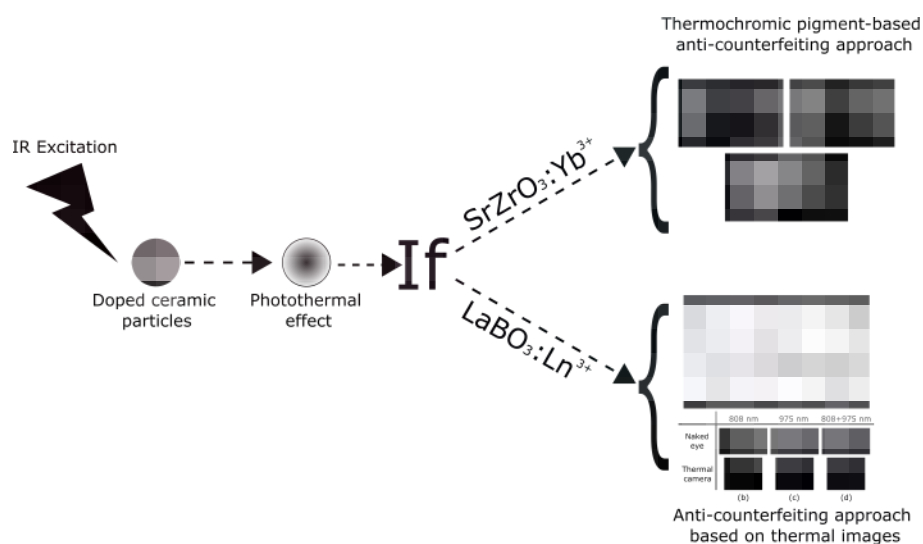 Thermochromic pigment-based
anti-counterfeiting approach
IR Excitation
SrZrO₃:Yb³⁺
If
Doped ceramic
particles
Photothermal
effect
LaBO₃:Ln³⁺
808 nm 975 nm 808+975 nm
Naked
eye
Thermal
camera
(b) (c) (d)
Anti-counterfeiting approach
based on thermal images